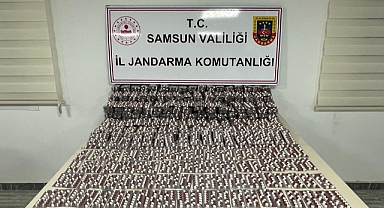 T.C.
SAMSUN VALİLİĞİ
İL JANDARMA KOMUTANLIĞI